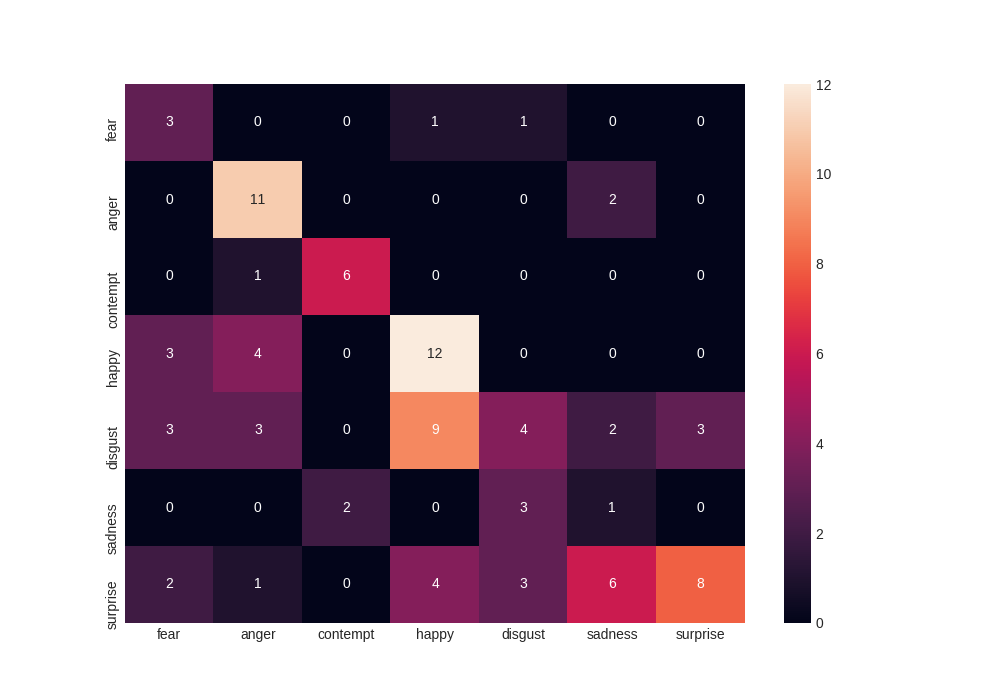 12
fear 3 0 0 1 1 0 0
10
anger 0 11 0 0 0 2 0
8
contempt 0 1 6 0 0 0 0
6
happy 3 4 0 12 0 0 0
4
disgust 3 3 0 9 4 2 3
2
sadness 0 0 2 0 3 1 0
surprise 2 1 0 4 3 6 8
0
fear anger contempt happy disgust sadness surprise